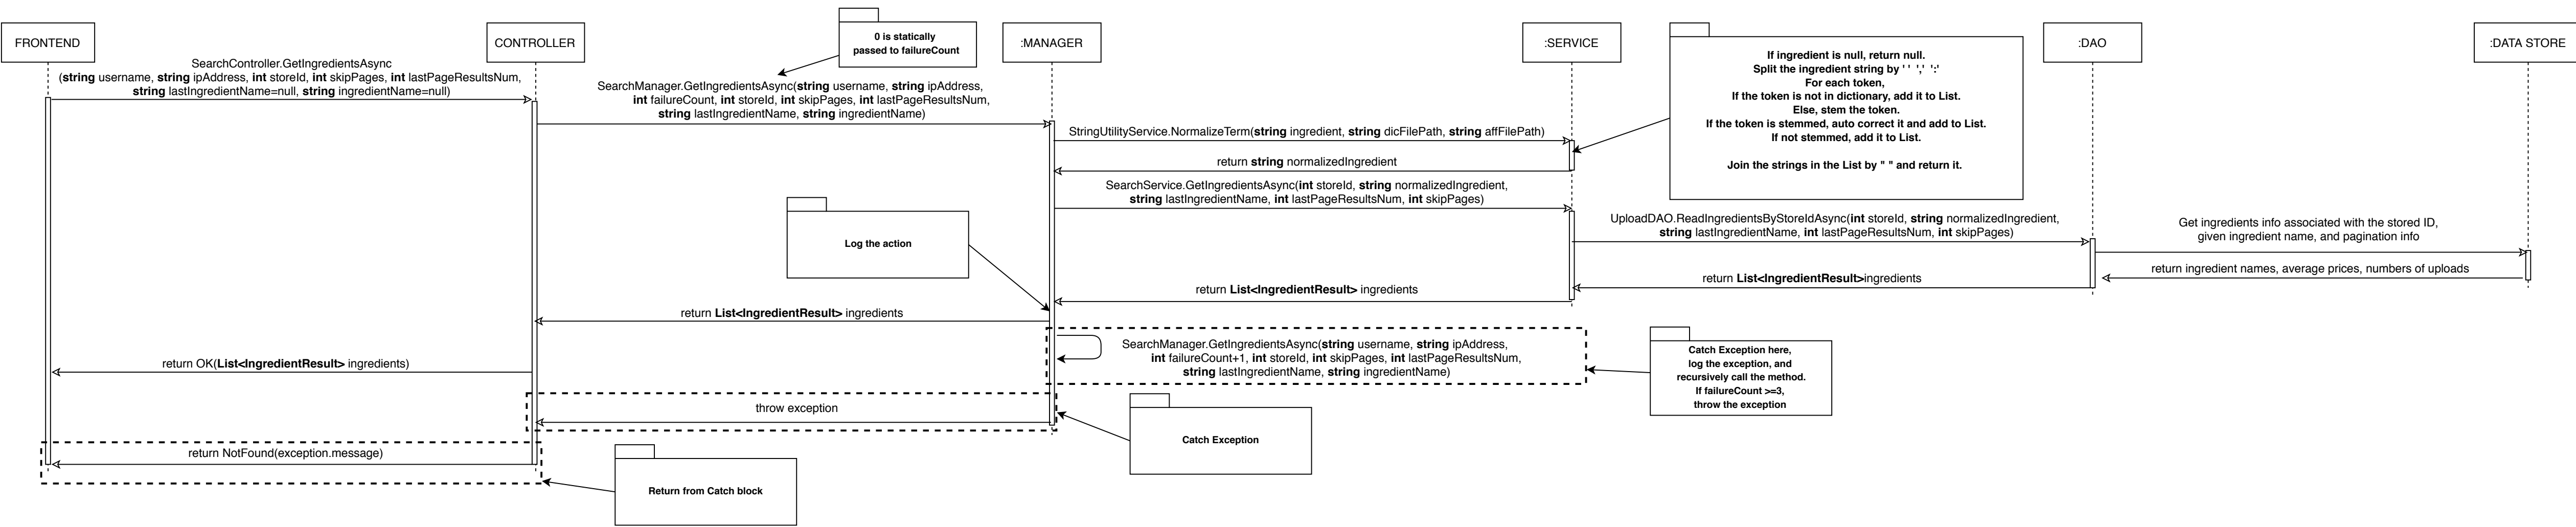 FRONTEND
CONTROLLER
0 is statically
passed to failureCount
:MANAGER
:SERVICE
:DAO
:DATA STORE
SearchController.GetIngredientsAsync
(string username, string ipAddress, int storeId, int skipPages, int lastPageResultsNum,
string lastIngredientName=null, string ingredientName=null)
SearchManager.GetIngredientsAsync(string username, string ipAddress,
int failureCount, int storeId, int skipPages, int lastPageResultsNum,
string lastIngredientName, string ingredientName)
If ingredient is null, return null.
Split the ingredient string by ' '  ','  ':'
For each token,
If the token is not in dictionary, add it to List.
Else, stem the token.
If the token is stemmed, auto correct it and add to List.
If not stemmed, add it to List.
Join the strings in the List by " " and return it.
StringUtilityService.NormalizeTerm(string ingredient, string dicFilePath, string affFilePath)
return string normalizedIngredient
SearchService.GetIngredientsAsync(int storeId, string normalizedIngredient,
string lastIngredientName, int lastPageResultsNum, int skipPages)
UploadDAO.ReadIngredientsByStoreIdAsync(int storeId, string normalizedIngredient,
string lastIngredientName, int lastPageResultsNum, int skipPages)
Get ingredients info associated with the stored ID,
given ingredient name, and pagination info
Log the action
return ingredient names, average prices, numbers of uploads
return List<IngredientResult>ingredients
return List<IngredientResult> ingredients
return List<IngredientResult> ingredients
SearchManager.GetIngredientsAsync(string username, string ipAddress,
int failureCount+1, int storeId, int skipPages, int lastPageResultsNum,
string lastIngredientName, string ingredientName)
Catch Exception here,
log the exception, and
recursively call the method.
If failureCount >=3,
throw the exception
return OK(List<IngredientResult> ingredients)
throw exception
Catch Exception
return NotFound(exception.message)
Return from Catch block